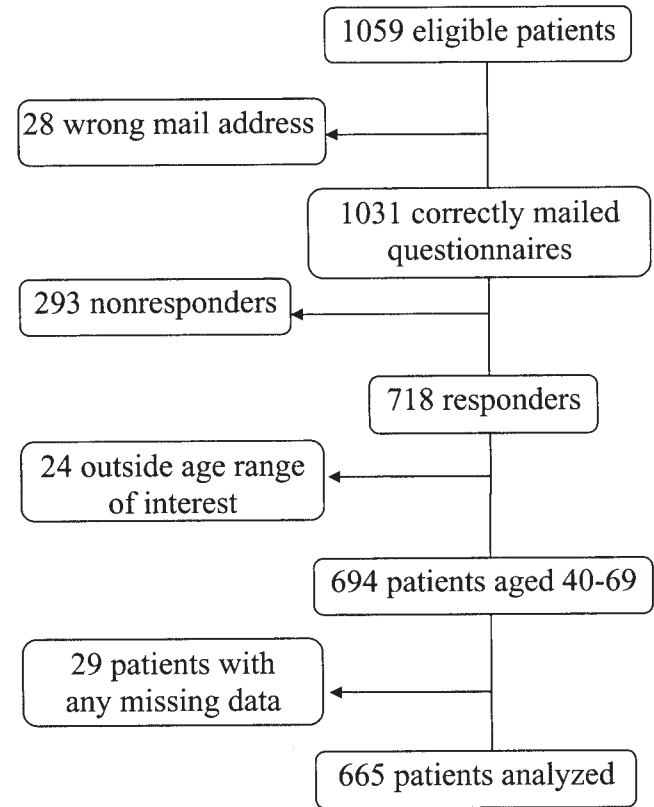 1059 eligible patients
28 wrong mail address
1031 correctly mailed
questionnaires
293 nonresponders
718 responders
24 outside age range
of interest
694 patients aged 40-69
29 patients with
any missing data
665 patients analyzed